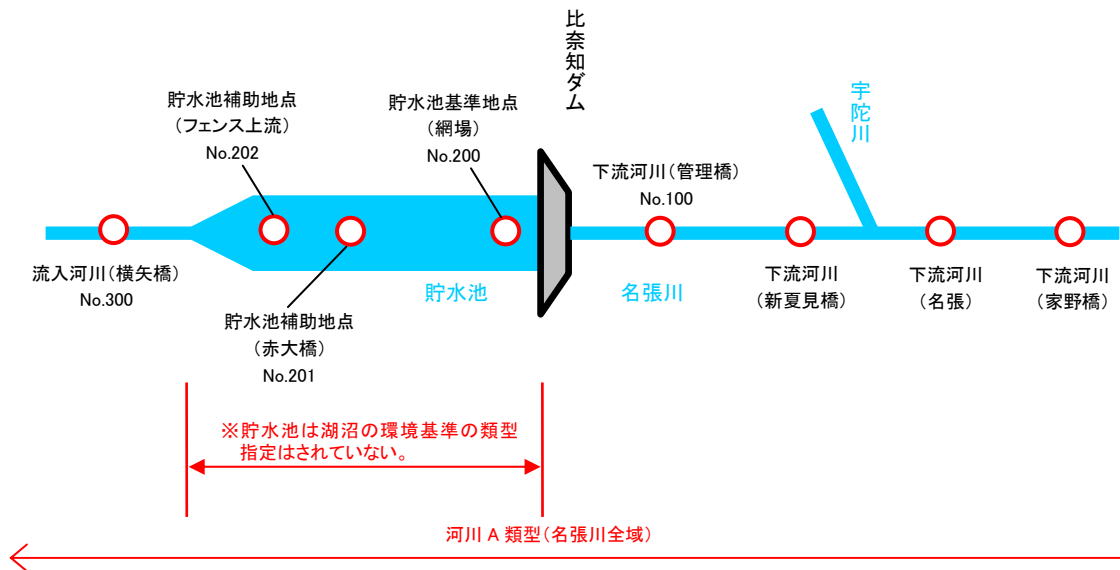 比奈知ダム
宇陀川
貯水池補助地点
(フェンス上流)
No.202
貯水池基準地点
(網場)
No.200
下流河川(管理橋)
No.100
流入河川(横矢橋)
No.300
貯水池補助地点
(赤大橋)
No.201
貯水池
名張川
下流河川
(新夏見橋)
下流河川
(名張)
下流河川
(家野橋)
※貯水池は湖沼の環境基準の類型
指定はされていない。
河川 A 類型(名張川全域)